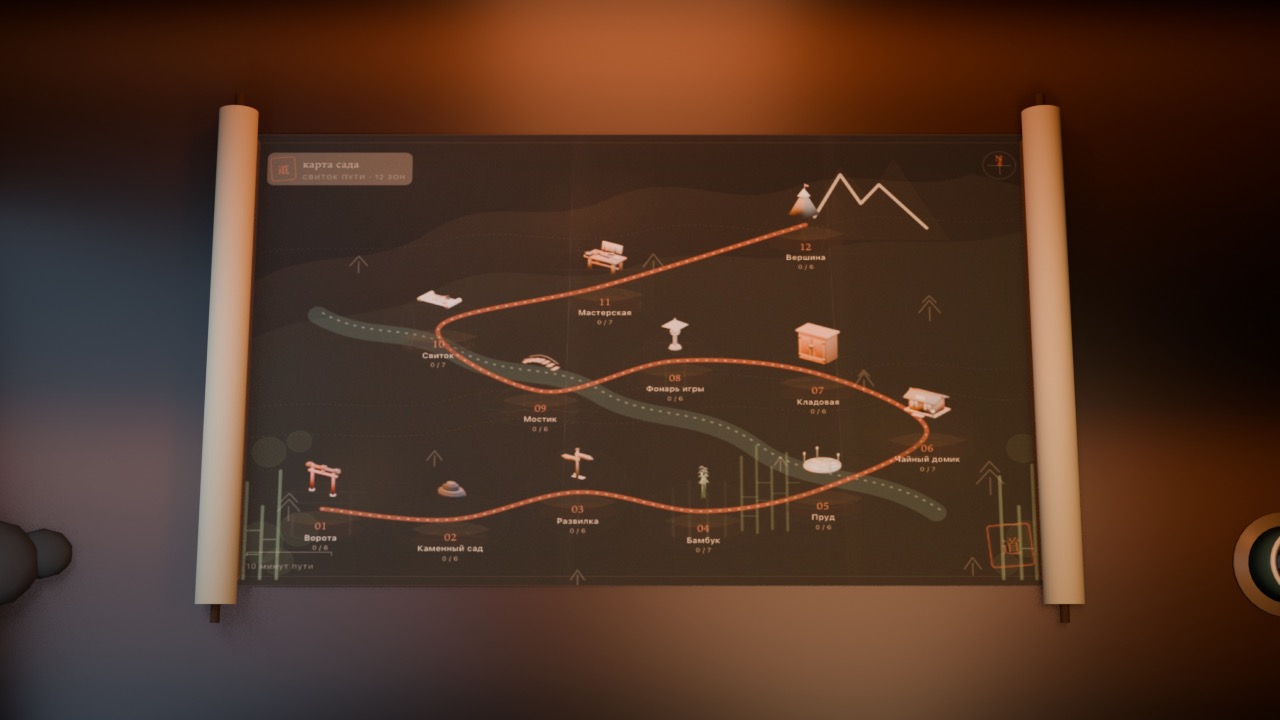 道
карта сада
СВИТОК ПУТИ · 12 ЗОН
N
12
Вершина
0 / 6
11
Мастерская
0 / 7
10
Свиток
0 / 7
09
Мостик
0 / 6
08
Фонарь игры
0 / 6
07
Кладовая
0 / 6
06
Чайный домик
0 / 7
01
Ворота
0 / 6
02
Каменный сад
0 / 6
03
Развилка
0 / 6
04
Бамбук
0 / 7
05
Пруд
0 / 6
10 минут пути
道